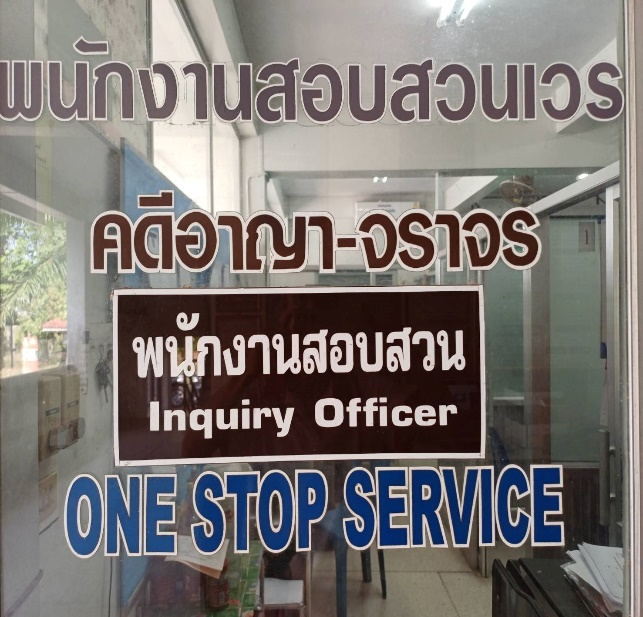 พนักงานสอบสวนเวร
คดีอาญา-จราจร
พนักงานสอบสวน
Inquiry Officer
ONE STOP SERVICE